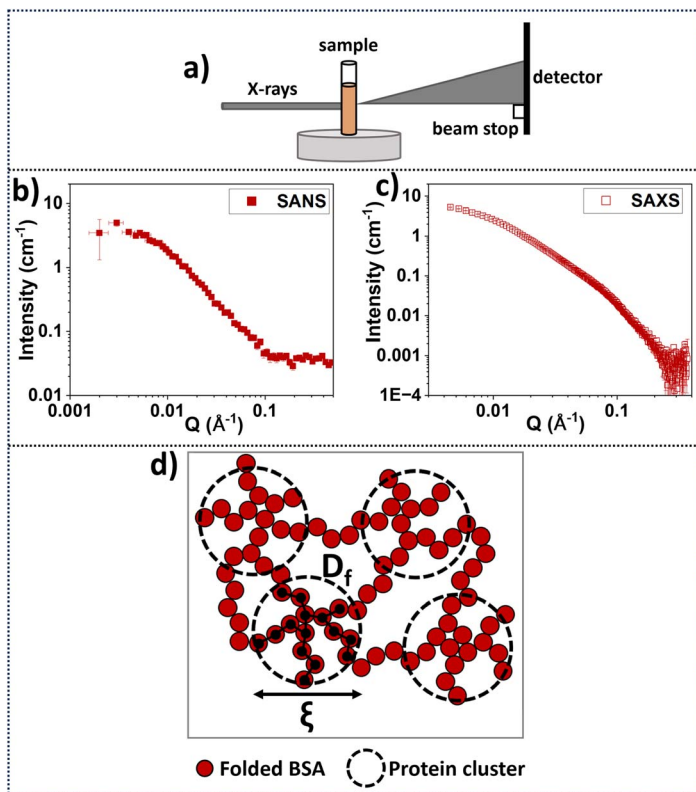 a)
sample
X-rays
detector
beam stop
b)
SANS
Intensity (cm⁻¹)
10
1
0.1
0.01
0.001
0.01
0.1
Q (Å⁻¹)
c)
SAXS
Intensity (cm⁻¹)
10
1
0.1
0.01
0.001
1E−4
0.01
0.1
Q (Å⁻¹)
d)
D_f
ξ
Folded BSA
Protein cluster